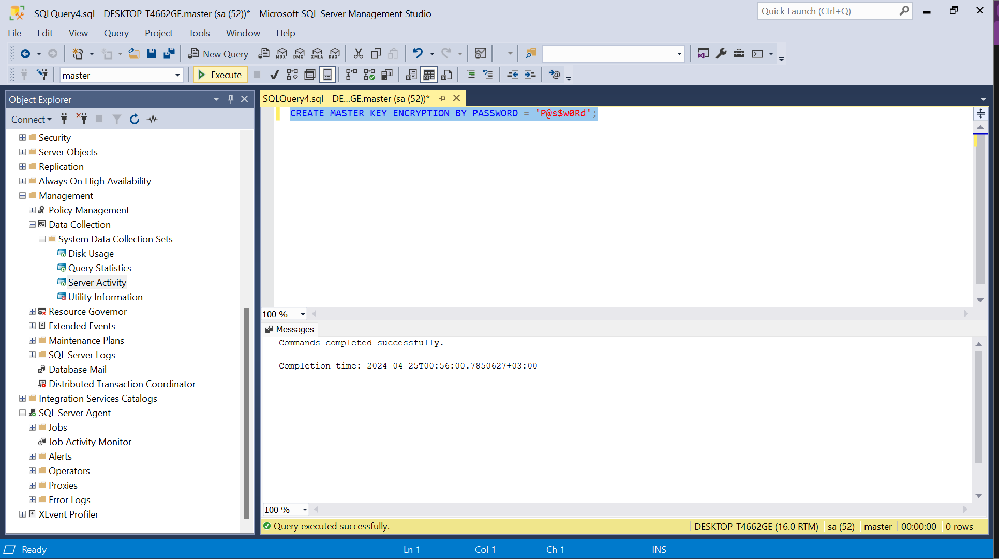 SQLQuery4.sql - DESKTOP-T4662GE.master (sa (52))* - Microsoft SQL Server Management Studio
Quick Launch (Ctrl+Q)
File Edit View Query Project Tools Window Help
New Query MDX DMX XMLA DAX
master Execute
Object Explorer
SQLQuery4.sql - DE...GE.master (sa (52))*
Connect
CREATE MASTER KEY ENCRYPTION BY PASSWORD = 'P@s$w0Rd';
Security
Server Objects
Replication
Always On High Availability
Management
Policy Management
Data Collection
System Data Collection Sets
Disk Usage
Query Statistics
Server Activity
Utility Information
Resource Governor
Extended Events
Maintenance Plans
SQL Server Logs
Database Mail
Distributed Transaction Coordinator
Integration Services Catalogs
SQL Server Agent
Jobs
Job Activity Monitor
Alerts
Operators
Proxies
Error Logs
XEvent Profiler
100 %
Messages
Commands completed successfully.
Completion time: 2024-04-25T00:56:00.7850627+03:00
100 %
Query executed successfully. DESKTOP-T4662GE (16.0 RTM) sa (52) master 00:00:00 0 rows
Ready Ln 1 Col 1 Ch 1 INS